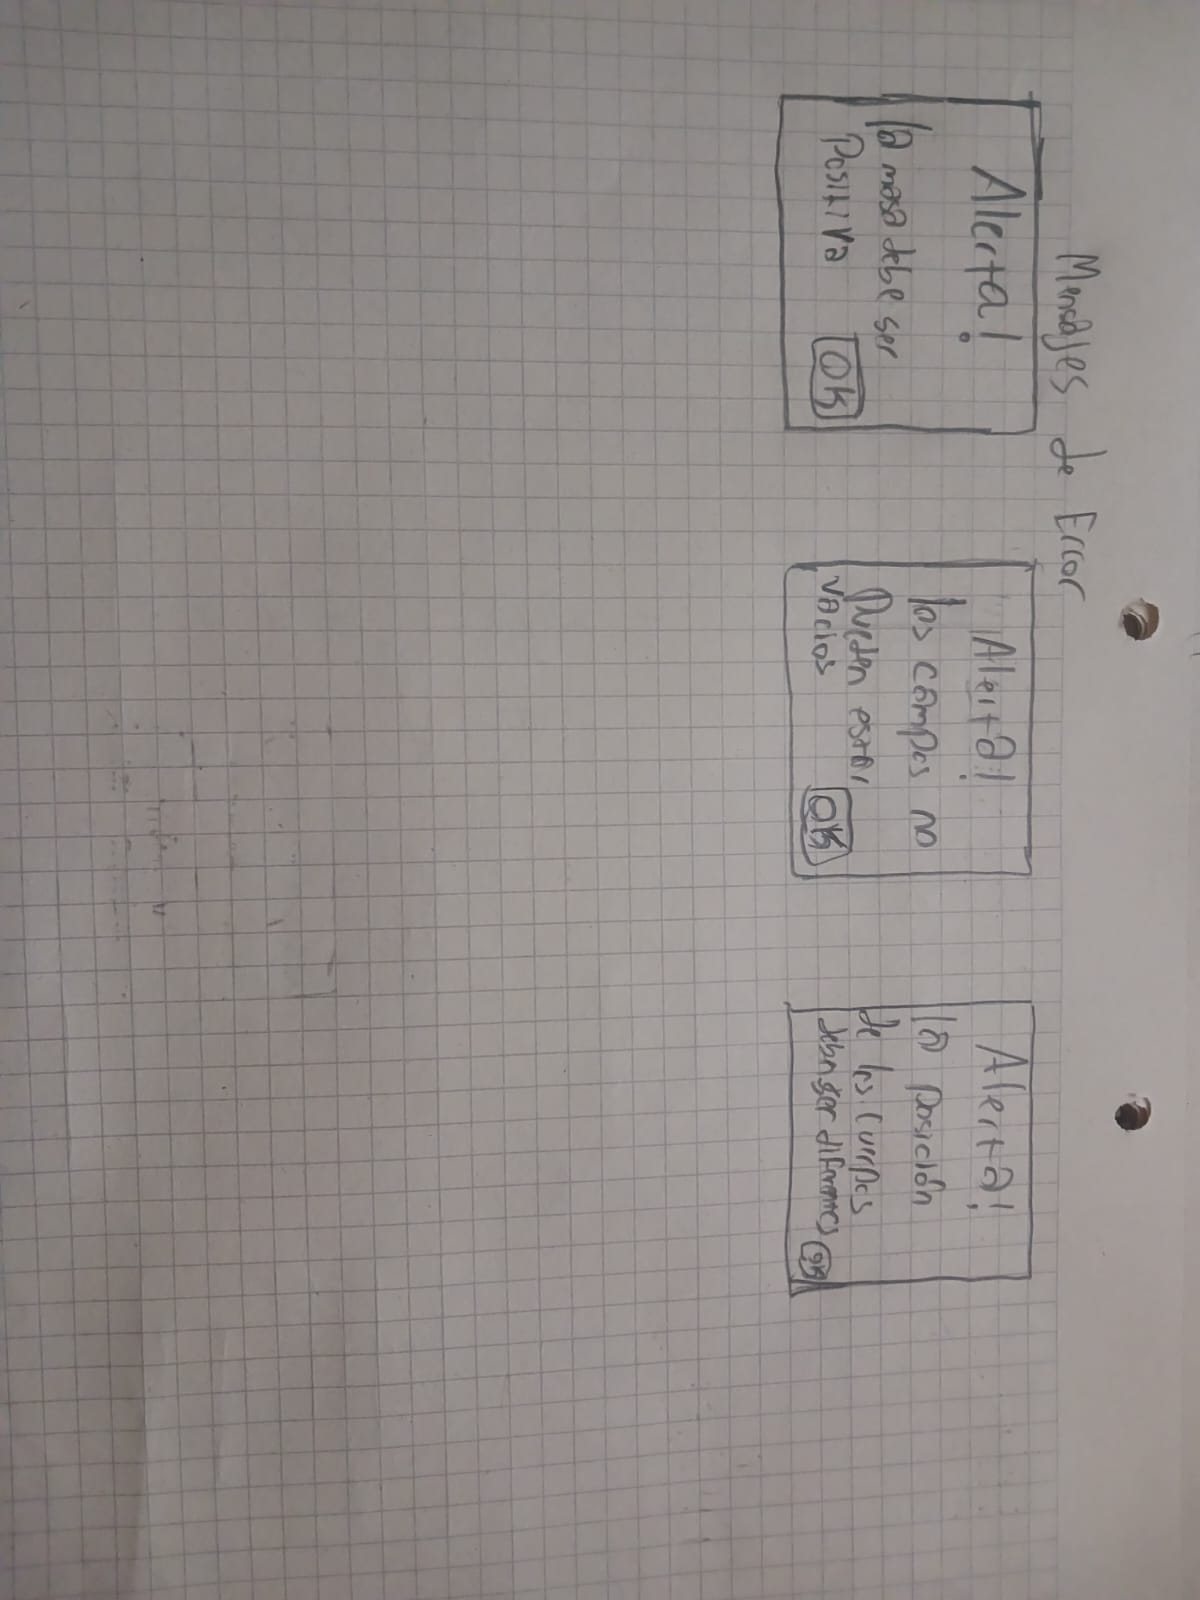 Mensajes de Error
Alerta!
la masa debe ser
Positiva
OK
Alerta!
los campos no
Pueden estar
vacios
OK
Alerta!
la posición
de los cuerpos
deben ser diferentes
OK